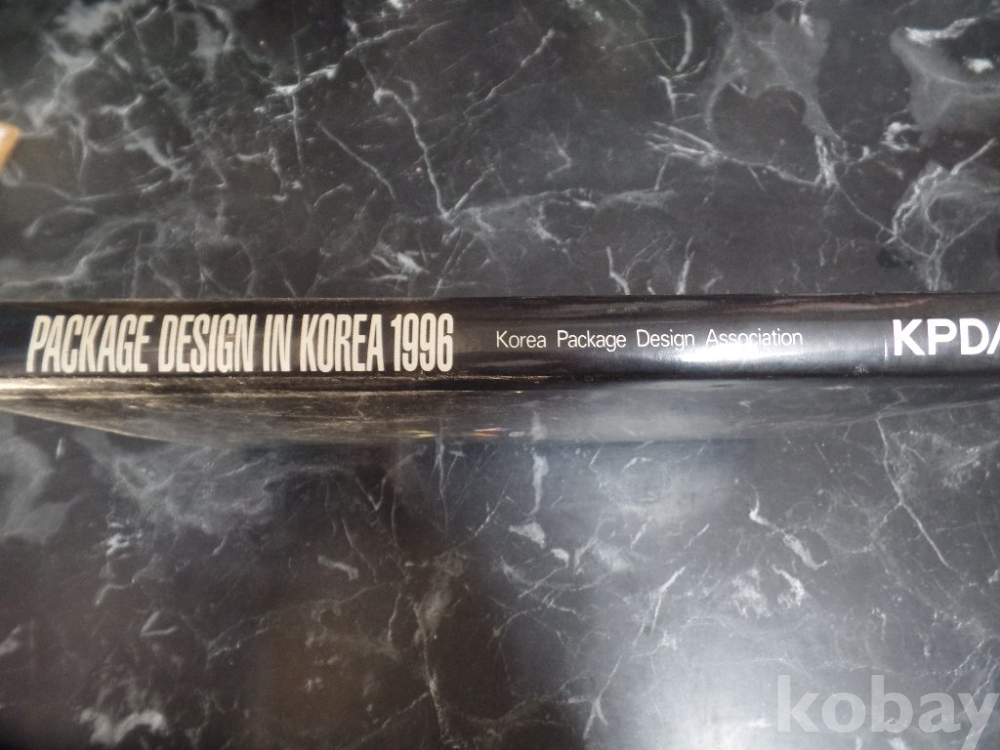 PACKAGE DESIGN IN KOREA 1996 Korea Package Design Association KPDA
kobay